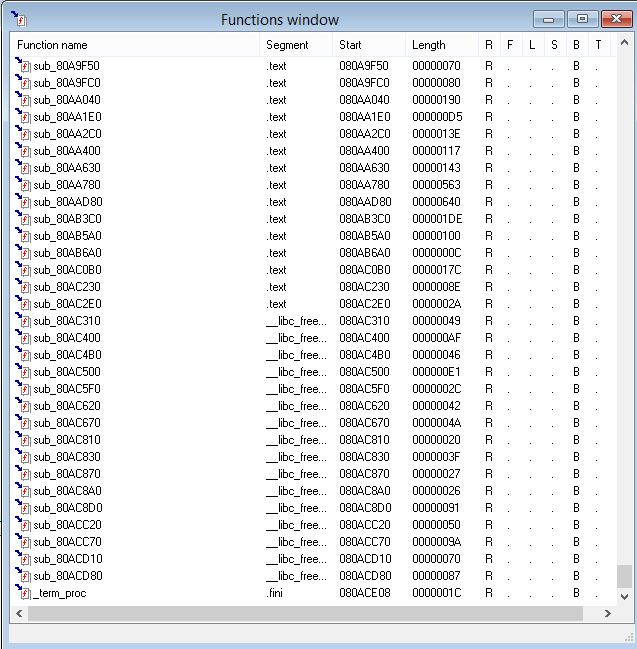 Functions window
Function name Segment Start Length R F L S B T
sub_80A9F50 .text 080A9F50 00000070 R . . . B .
sub_80A9FC0 .text 080A9FC0 00000080 R . . . B .
sub_80AA040 .text 080AA040 00000190 R . . . B .
sub_80AA1E0 .text 080AA1E0 000000D5 R . . . B .
sub_80AA2C0 .text 080AA2C0 0000013E R . . . B .
sub_80AA400 .text 080AA400 00000117 R . . . B .
sub_80AA630 .text 080AA630 00000143 R . . . B .
sub_80AA780 .text 080AA780 00000563 R . . . B .
sub_80AAD80 .text 080AAD80 00000640 R . . . B .
sub_80AB3C0 .text 080AB3C0 000001DE R . . . B .
sub_80AB5A0 .text 080AB5A0 00000100 R . . . B .
sub_80AB6A0 .text 080AB6A0 0000000C R . . . B .
sub_80AC0B0 .text 080AC0B0 0000017C R . . . B .
sub_80AC230 .text 080AC230 0000008E R . . . B .
sub_80AC2E0 .text 080AC2E0 0000002A R . . . B .
sub_80AC310 __libc_free... 080AC310 00000049 R . . . B .
sub_80AC400 __libc_free... 080AC400 000000AF R . . . B .
sub_80AC4B0 __libc_free... 080AC4B0 00000046 R . . . B .
sub_80AC500 __libc_free... 080AC500 000000E1 R . . . B .
sub_80AC5F0 __libc_free... 080AC5F0 0000002C R . . . B .
sub_80AC620 __libc_free... 080AC620 00000042 R . . . B .
sub_80AC670 __libc_free... 080AC670 0000004A R . . . B .
sub_80AC810 __libc_free... 080AC810 00000020 R . . . B .
sub_80AC830 __libc_free... 080AC830 0000003F R . . . B .
sub_80AC870 __libc_free... 080AC870 00000027 R . . . B .
sub_80AC8A0 __libc_free... 080AC8A0 00000026 R . . . B .
sub_80AC8D0 __libc_free... 080AC8D0 00000091 R . . . B .
sub_80ACC20 __libc_free... 080ACC20 00000050 R . . . B .
sub_80ACC70 __libc_free... 080ACC70 0000009A R . . . B .
sub_80ACD10 __libc_free... 080ACD10 00000070 R . . . B .
sub_80ACD80 __libc_free... 080ACD80 00000087 R . . . B .
_term_proc .fini 080ACE08 0000001C R . . . B .